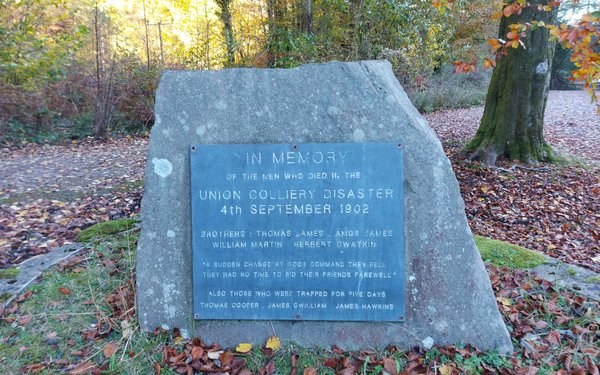 IN MEMORY
OF THE MEN WHO DIED IN THE
UNION COLLIERY DISASTER
4th SEPTEMBER 1902
BROTHERS : THOMAS JAMES , AMOS JAMES
WILLIAM MARTIN HERBERT GWATKIN
"A SUDDEN CHANGE AT GODS COMMAND THEY FELL
THEY HAD NO TIME TO BID THEIR FRIENDS FAREWELL"
ALSO THOSE WHO WERE TRAPPED FOR FIVE DAYS
THOMAS COOPER , JAMES GWILLIAM JAMES HAWKINS